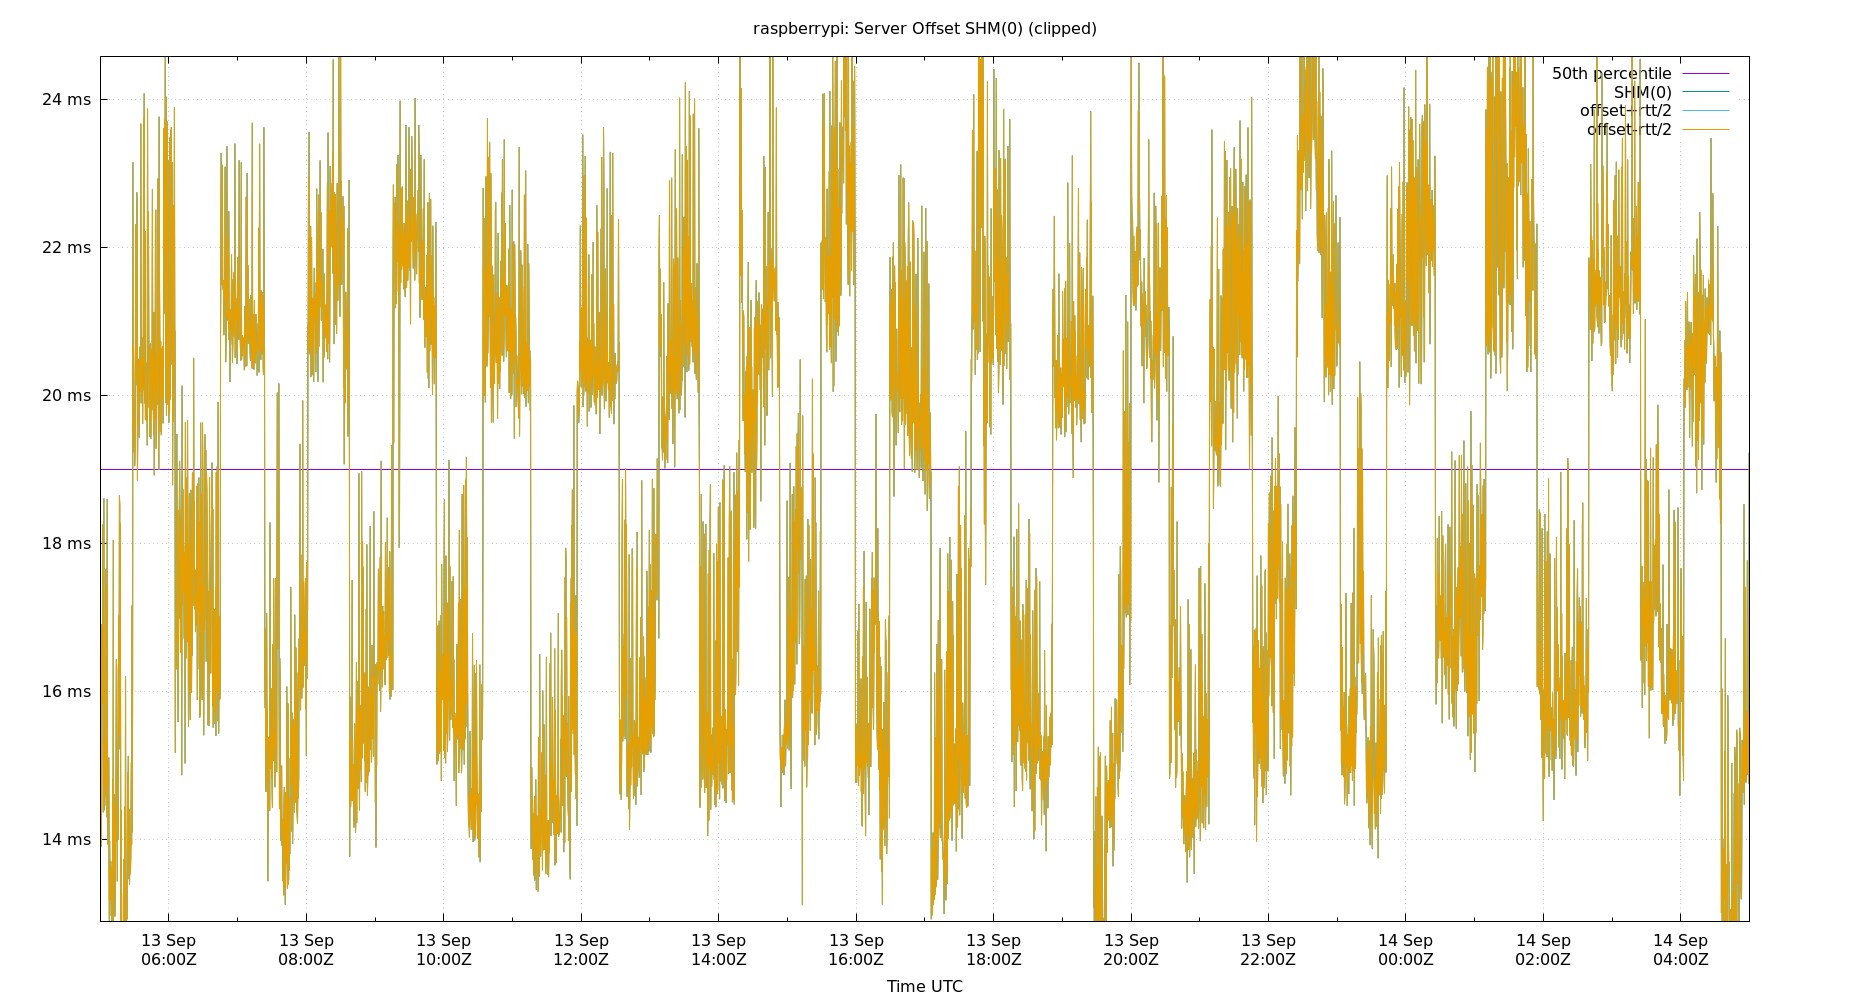 raspberrypi: Server Offset SHM(0) (clipped)
50th percentile
SHM(0)
offset-rtt/2
offset-rtt/2
24 ms
22 ms
20 ms
18 ms
16 ms
14 ms
13 Sep 13 Sep 13 Sep 13 Sep 13 Sep 13 Sep 13 Sep 13 Sep 13 Sep 14 Sep 14 Sep 14 Sep
06:00Z 08:00Z 10:00Z 12:00Z 14:00Z 16:00Z 18:00Z 20:00Z 22:00Z 00:00Z 02:00Z 04:00Z
Time UTC